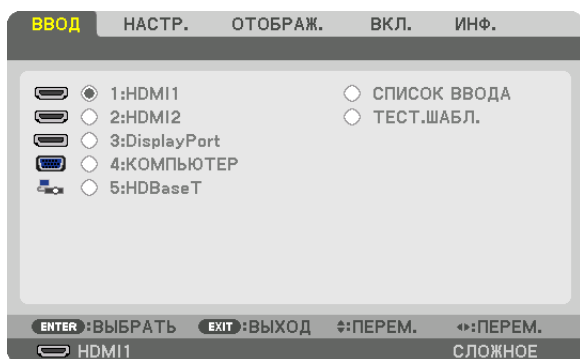 ВВОД НАСТР. ОТОБРАЖ. ВКЛ. ИНФ.
1:HDMI1 СПИСОК ВВОДА
2:HDMI2 ТЕСТ.ШАБЛ.
3:DisplayPort
4:КОМПЬЮТЕР
5:HDBaseT
ENTER:ВЫБРАТЬ EXIT:ВЫХОД :ПЕРЕМ. :ПЕРЕМ.
HDMI1 СЛОЖНОЕ